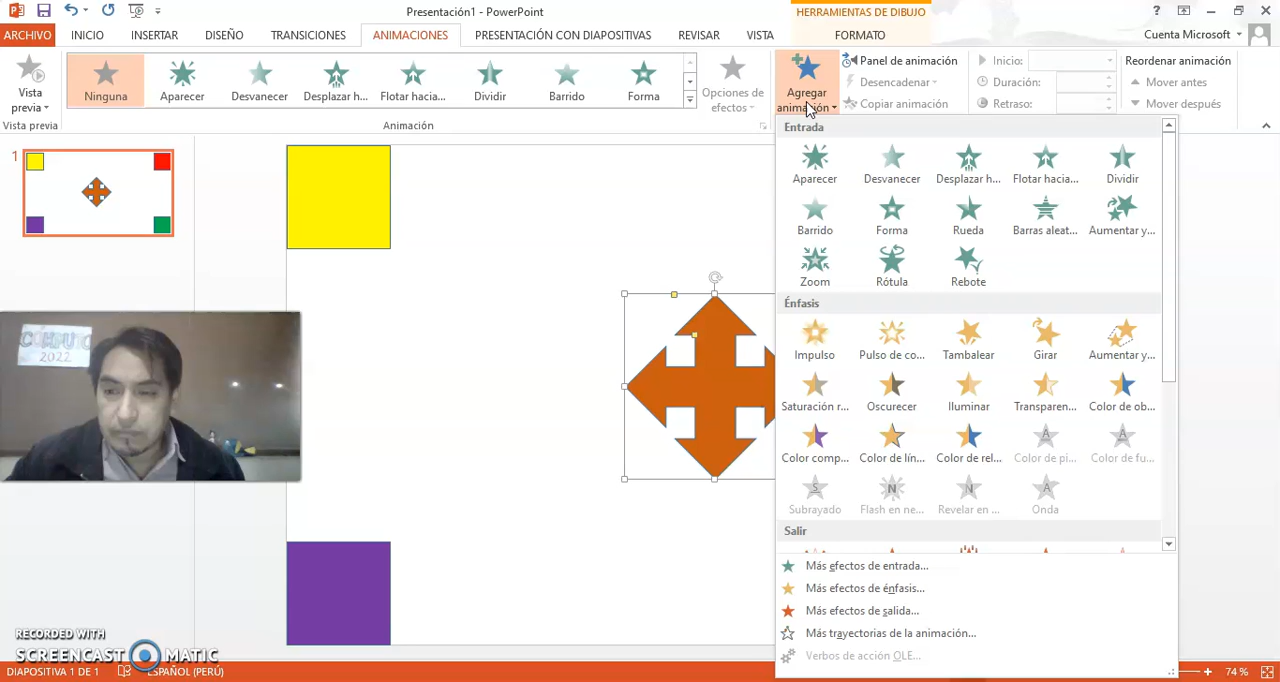 Presentación1 - PowerPoint
HERRAMIENTAS DE DIBUJO
?
ARCHIVO INICIO INSERTAR DISEÑO TRANSICIONES ANIMACIONES PRESENTACIÓN CON DIAPOSITIVAS REVISAR VISTA FORMATO Cuenta Microsoft
Vista previa
Ninguna Aparecer Desvanecer Desplazar h... Flotar hacia... Dividir Barrido Forma
Opciones de efectos
Agregar animación
Panel de animación
Desencadenar
Copiar animación
Inicio:
Duración:
Retraso:
Reordenar animación
Mover antes
Mover después
Vista previa
Animación
1
Entrada
Aparecer Desvanecer Desplazar h... Flotar hacia... Dividir
Barrido Forma Rueda Barras aleat... Aumentar y...
Zoom Rótula Rebote
Énfasis
Impulso Pulso de co... Tambalear Girar Aumentar y...
Saturación r... Oscurecer Iluminar Transparen... Color de ob...
Color comp... Color de lín... Color de rel... Color de pi... Color de fu...
Subrayado Flash en ne... Revelar en ... Onda
Salir
Más efectos de entrada...
Más efectos de énfasis...
Más efectos de salida...
Más trayectorias de la animación...
Verbos de acción OLE...
CÓMPUTO
2022
RECORDED WITH
SCREENCAST MATIC
DIAPOSITIVA 1 DE 1 ESPAÑOL (PERÚ)
74 %